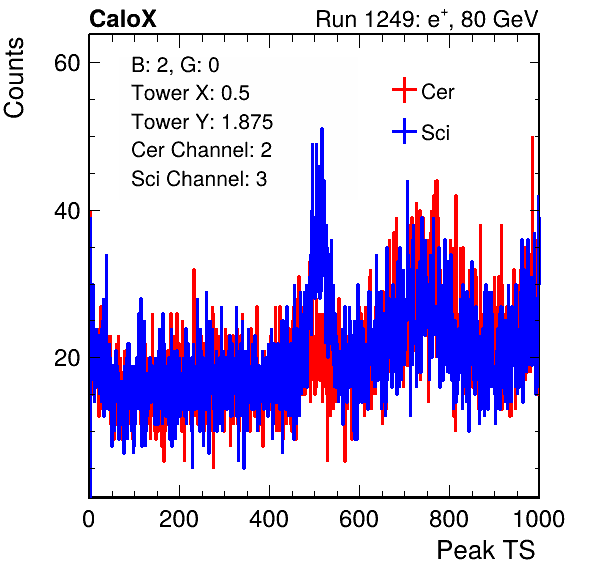 CaloX Run 1249: e⁺, 80 GeV
Counts
60
40
20
B: 2, G: 0
Tower X: 0.5
Tower Y: 1.875
Cer Channel: 2
Sci Channel: 3
Cer
Sci
0 200 400 600 800 1000
Peak TS